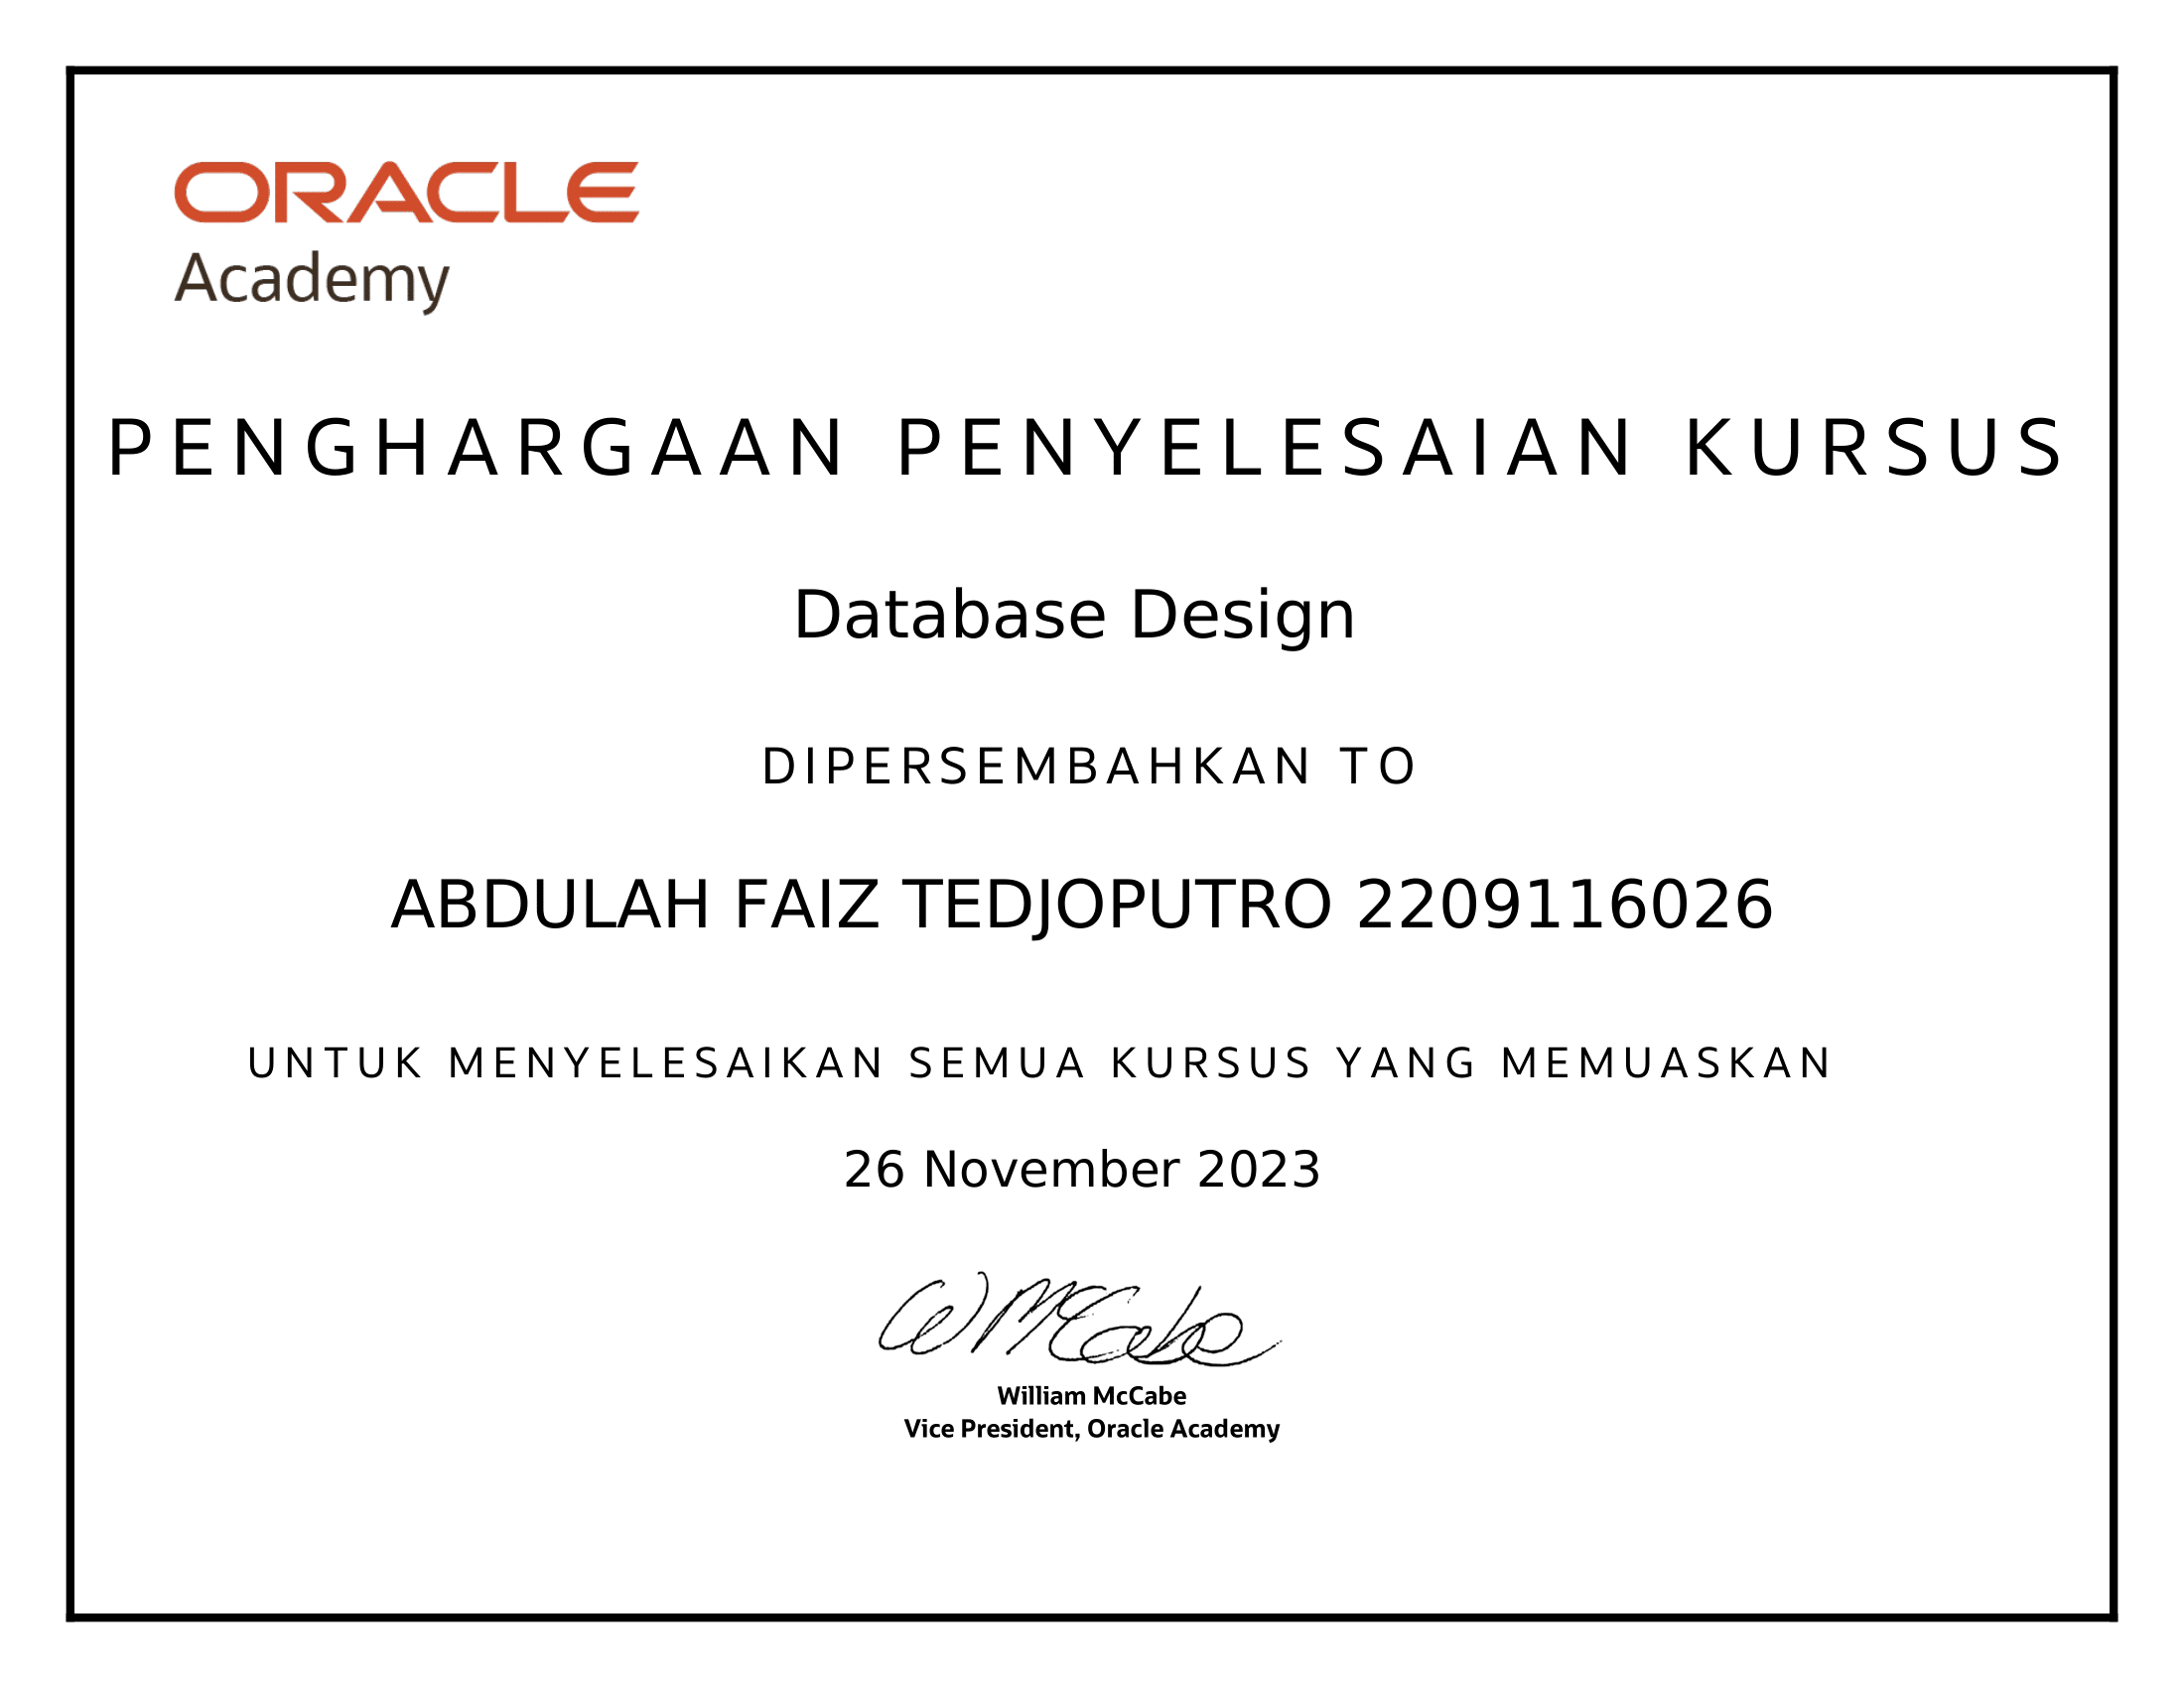 ORACLE
Academy
PENGHARGAAN PENYELESAIAN KURSUS
Database Design
DIPERSEMBAHKAN TO
ABDULAH FAIZ TEDJOPUTRO 2209116026
UNTUK MENYELESAIKAN SEMUA KURSUS YANG MEMUASKAN
26 November 2023
W McCabe
William McCabe
Vice President, Oracle Academy